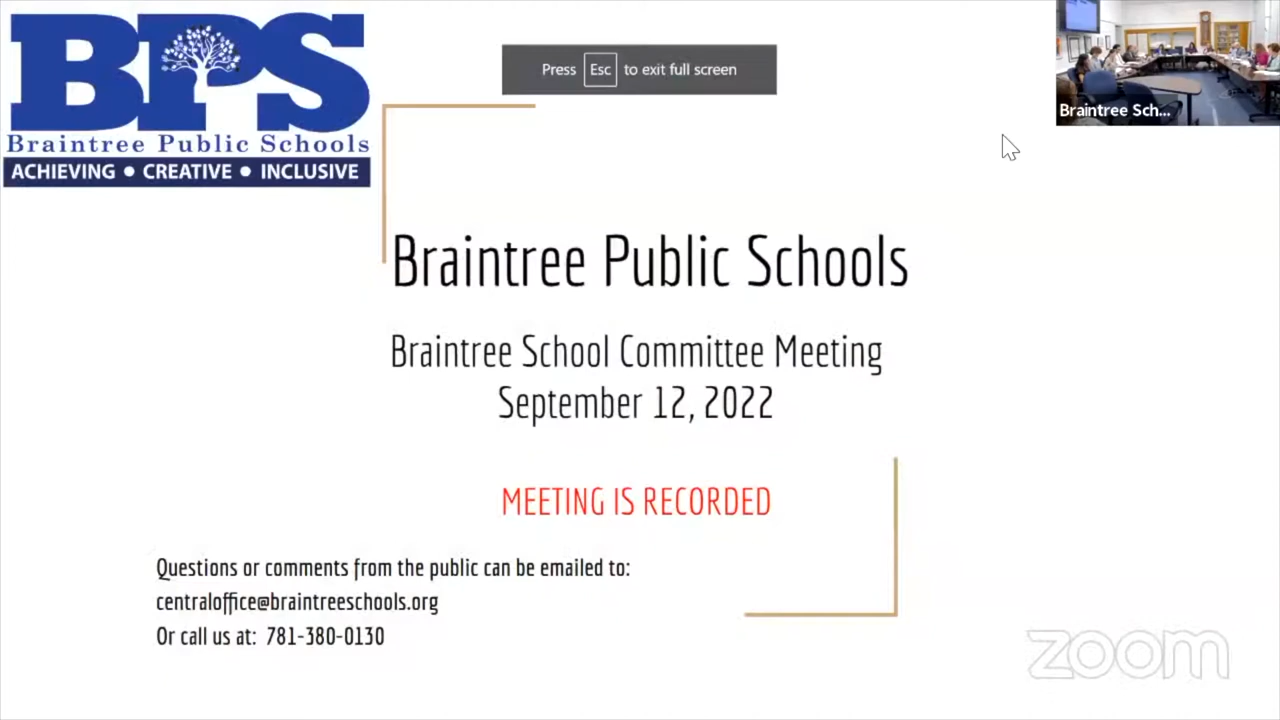 BPS
Braintree Public Schools
ACHIEVING • CREATIVE • INCLUSIVE
Press Esc to exit full screen
Braintree Sch...
Braintree Public Schools
Braintree School Committee Meeting
September 12, 2022
MEETING IS RECORDED
Questions or comments from the public can be emailed to:
centraloffice@braintreeschools.org
Or call us at: 781-380-0130
zoom